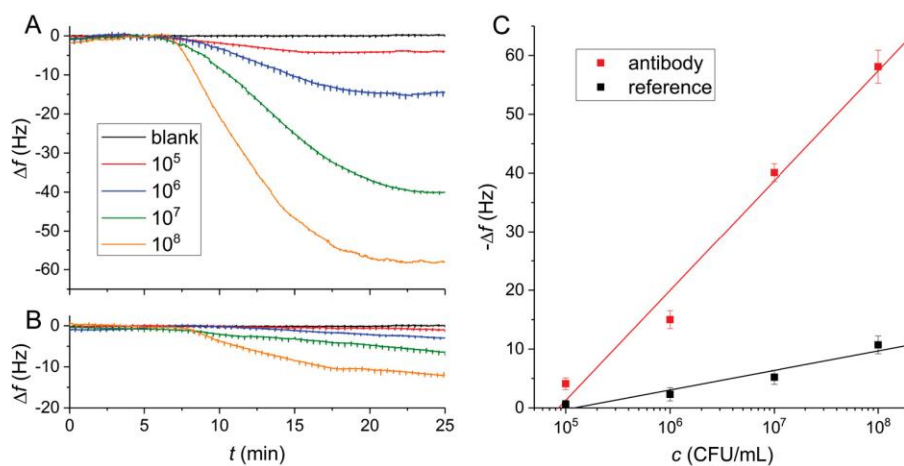 A
0
-10
-20
-30
-40
-50
-60
Δf (Hz)
blank
10⁵
10⁶
10⁷
10⁸
B
0
-10
-20
Δf (Hz)
0 5 10 15 20 25
t (min)
C
60
50
40
30
20
10
0
-Δf (Hz)
antibody
reference
10⁵ 10⁶ 10⁷ 10⁸
c (CFU/mL)